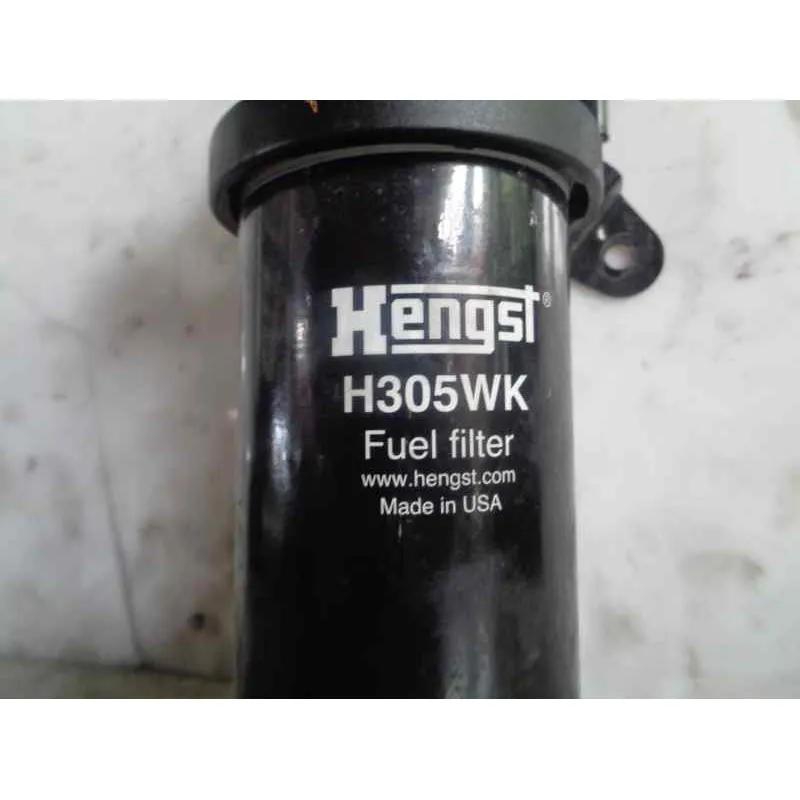 Hengst®
H305WK
Fuel filter
www.hengst.com
Made in USA